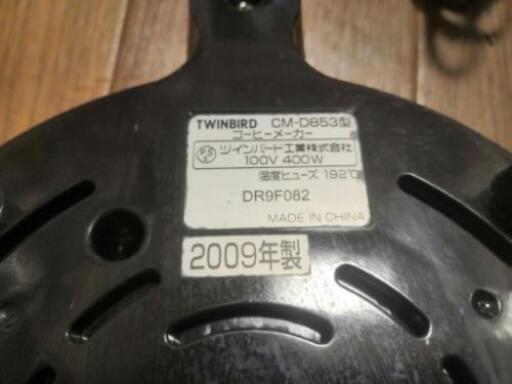 TWINBIRD CM-D853型
コーヒーメーカー
PS E ツインバード工業株式会社
100V 400W
温度ヒューズ 192℃
DR9F082
MADE IN CHINA
2009年製